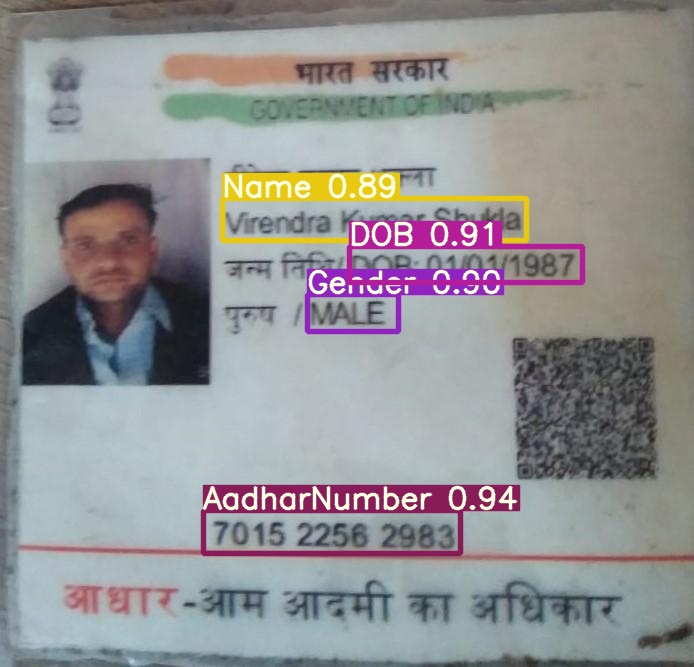 भारत सरकार
GOVERNMENT OF INDIA
Name 0.89
Virendra Kumar Shukla
DOB 0.91
जन्म तिथि/ DOB: 01/01/1987
Gender 0.90
पुरुष / MALE
AadharNumber 0.94
7015 2256 2983
आधार-आम आदमी का अधिकार